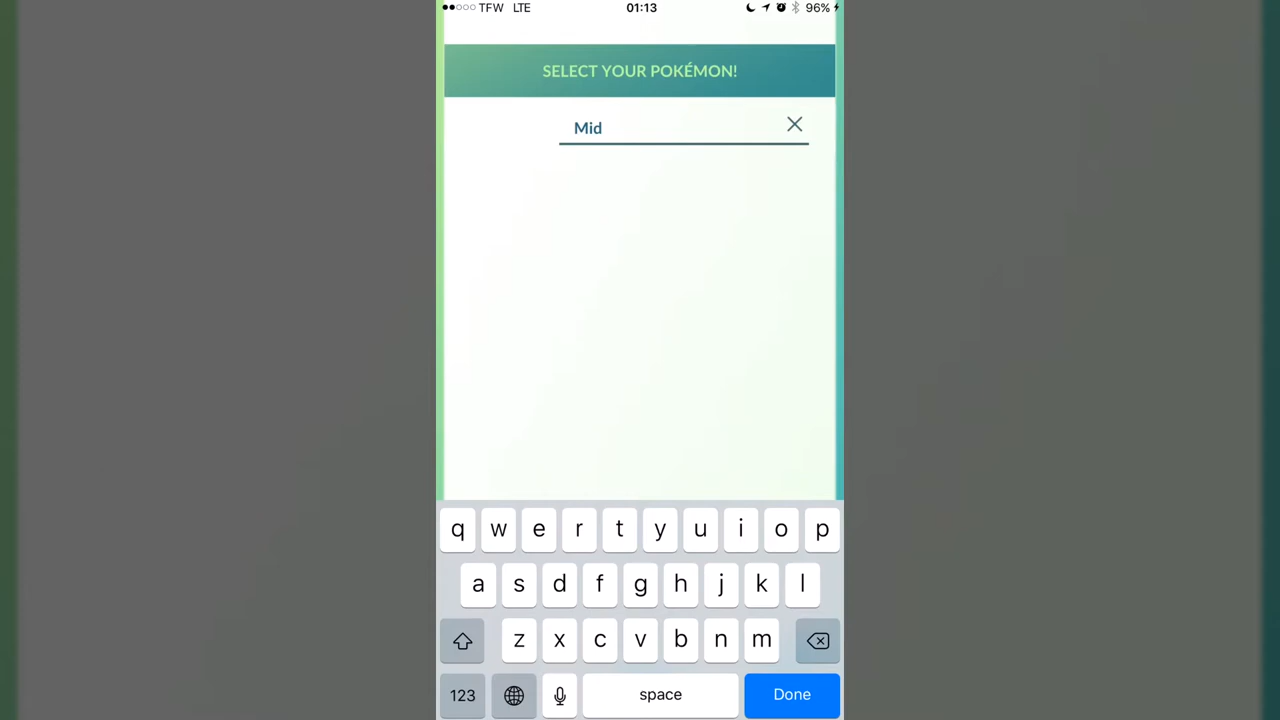 TFW LTE 01:13 96%
SELECT YOUR POKÉMON!
Mid
q w e r t y u i o p
a s d f g h j k l
z x c v b n m
123 space Done